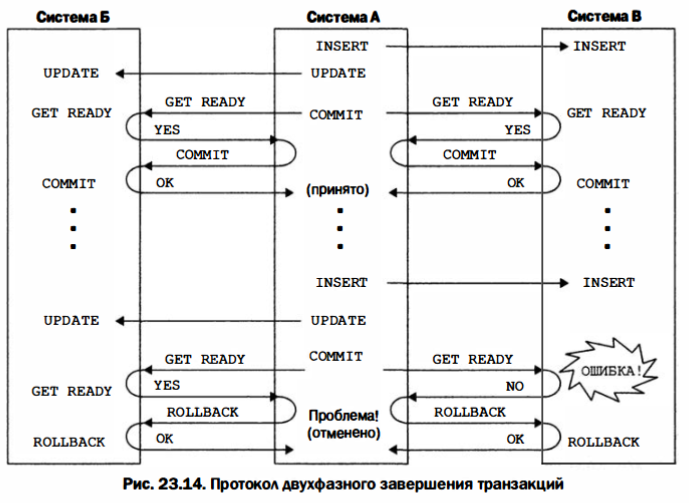 Система Б Система А Система В
INSERT INSERT
UPDATE UPDATE
GET READY GET READY COMMIT GET READY GET READY
YES YES
COMMIT COMMIT
COMMIT OK (принято) OK COMMIT
INSERT INSERT
UPDATE UPDATE
GET READY COMMIT GET READY ОШИБКА!
GET READY YES NO
ROLLBACK Проблема! ROLLBACK
ROLLBACK OK (отменено) OK ROLLBACK
Рис. 23.14. Протокол двухфазного завершения транзакций